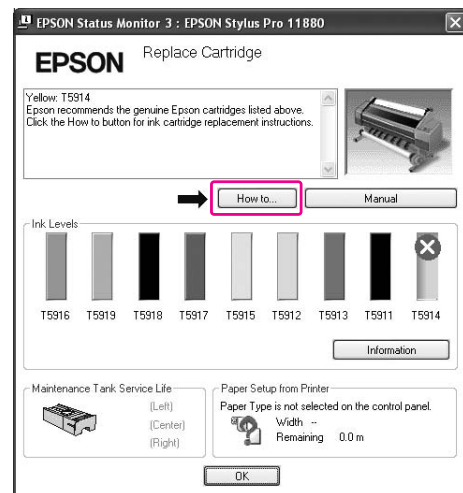 EPSON Status Monitor 3 : EPSON Stylus Pro 11880
EPSON
Replace Cartridge
Yellow: T5914
Epson recommends the genuine Epson cartridges listed above.
Click the How to button for ink cartridge replacement instructions.
How to...
Manual
Ink Levels
T5916 T5919 T5918 T5917 T5915 T5912 T5913 T5911 T5914
Information
Maintenance Tank Service Life
(Left)
(Center)
(Right)
Paper Setup from Printer
Paper Type is not selected on the control panel.
Width --
Remaining 0.0 m
OK